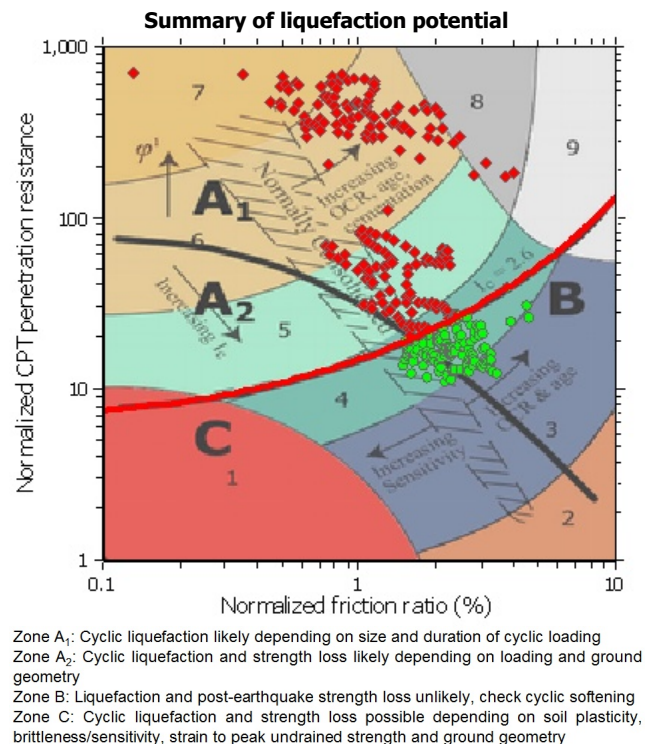 Summary of liquefaction potential
1,000
100
10
1
Normalized CPT penetration resistance
7
8
9
φ'
A1
Normally Consolidated
Increasing
OCR, age,
cementation
6
A2
Increasing Ic
5
Ic = 2.6
B
4
C
1
Increasing
OCR & age
3
Increasing
Sensitivity
2
0.1
1
10
Normalized friction ratio (%)
Zone A1: Cyclic liquefaction likely depending on size and duration of cyclic loading
Zone A2: Cyclic liquefaction and strength loss likely depending on loading and ground
geometry
Zone B: Liquefaction and post-earthquake strength loss unlikely, check cyclic softening
Zone C: Cyclic liquefaction and strength loss possible depending on soil plasticity,
brittleness/sensitivity, strain to peak undrained strength and ground geometry